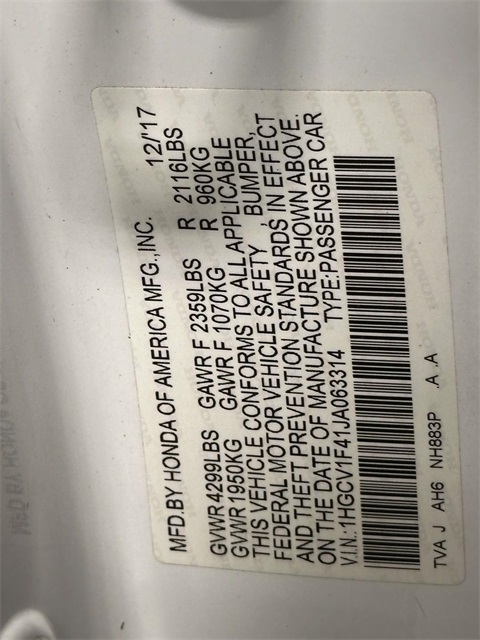 MFD.BY HONDA OF AMERICA MFG.,INC. 12/'17
GVWR 4299LBS GAWR F 2359LBS R 2116LBS
GVWR 1950KG GAWR F 1070KG R 960KG
THIS VEHICLE CONFORMS TO ALL APPLICABLE
FEDERAL MOTOR VEHICLE SAFETY, BUMPER,
AND THEFT PREVENTION STANDARDS, IN EFFECT
ON THE DATE OF MANUFACTURE SHOWN ABOVE.
V.I.N.:1HGCV1F41JA063314 TYPE:PASSENGER CAR
TVA J AH6 NH883P .A .A